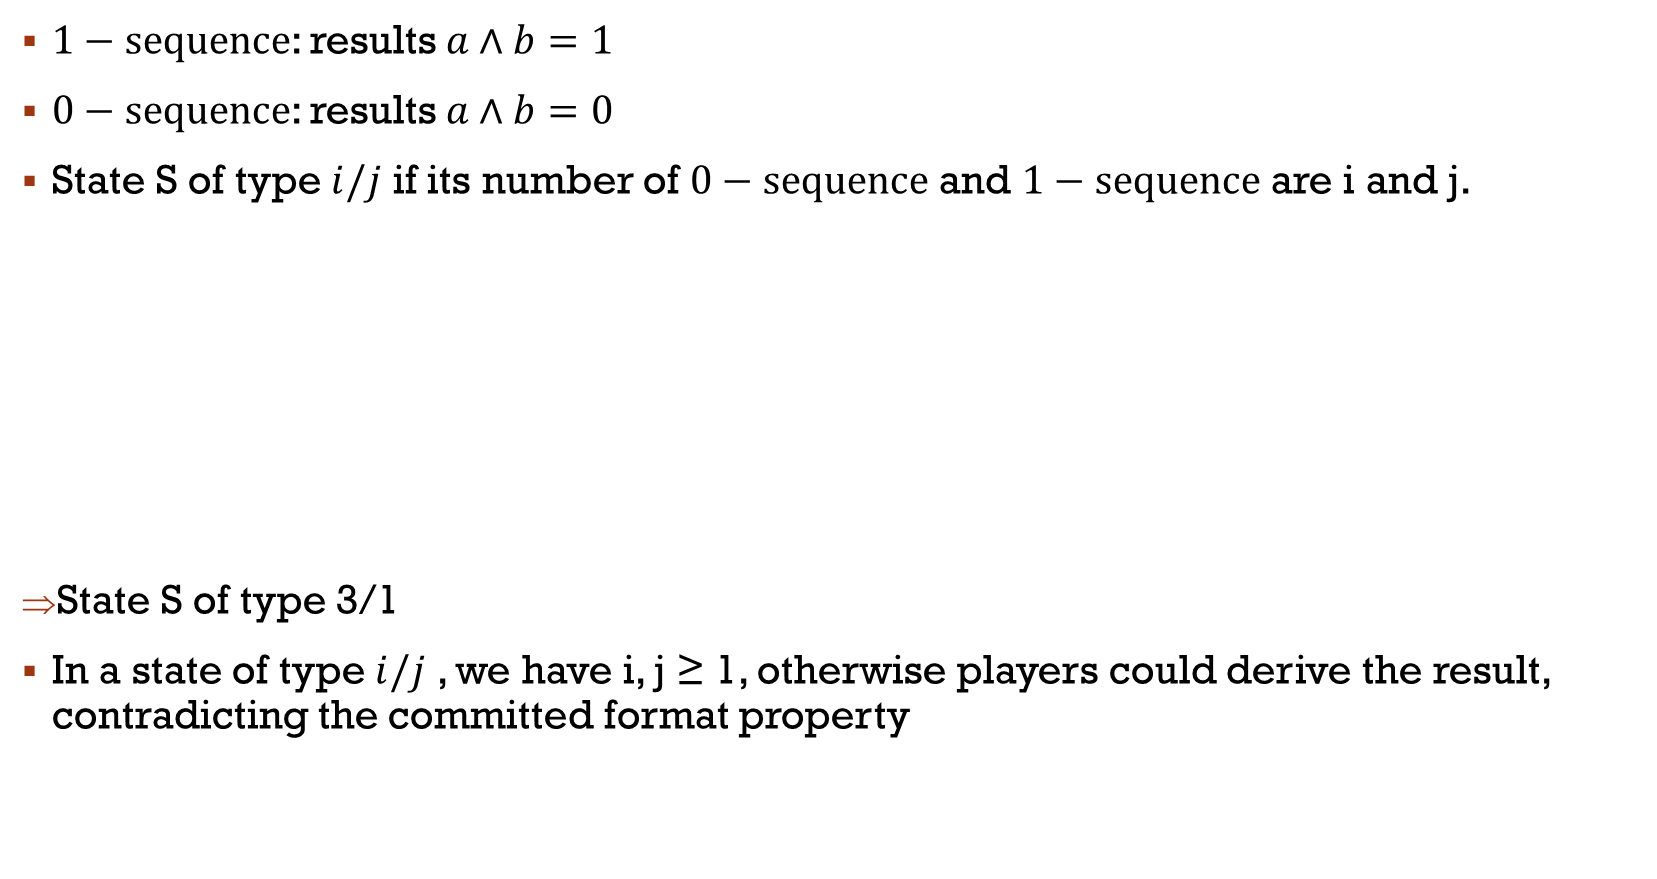 ▪ 1 − sequence: results a ∧ b = 1
▪ 0 − sequence: results a ∧ b = 0
▪ State S of type i/j if its number of 0 − sequence and 1 − sequence are i and j.
⇒State S of type 3/1
▪ In a state of type i/j , we have i, j ≥ 1, otherwise players could derive the result,
contradicting the committed format property